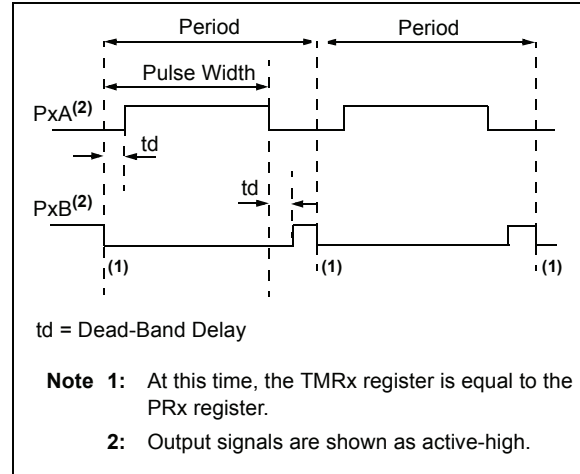 Period Period
Pulse Width
PxA(2)
td
td
PxB(2)
(1) (1) (1)
td = Dead-Band Delay
Note 1: At this time, the TMRx register is equal to the
PRx register.
2: Output signals are shown as active-high.